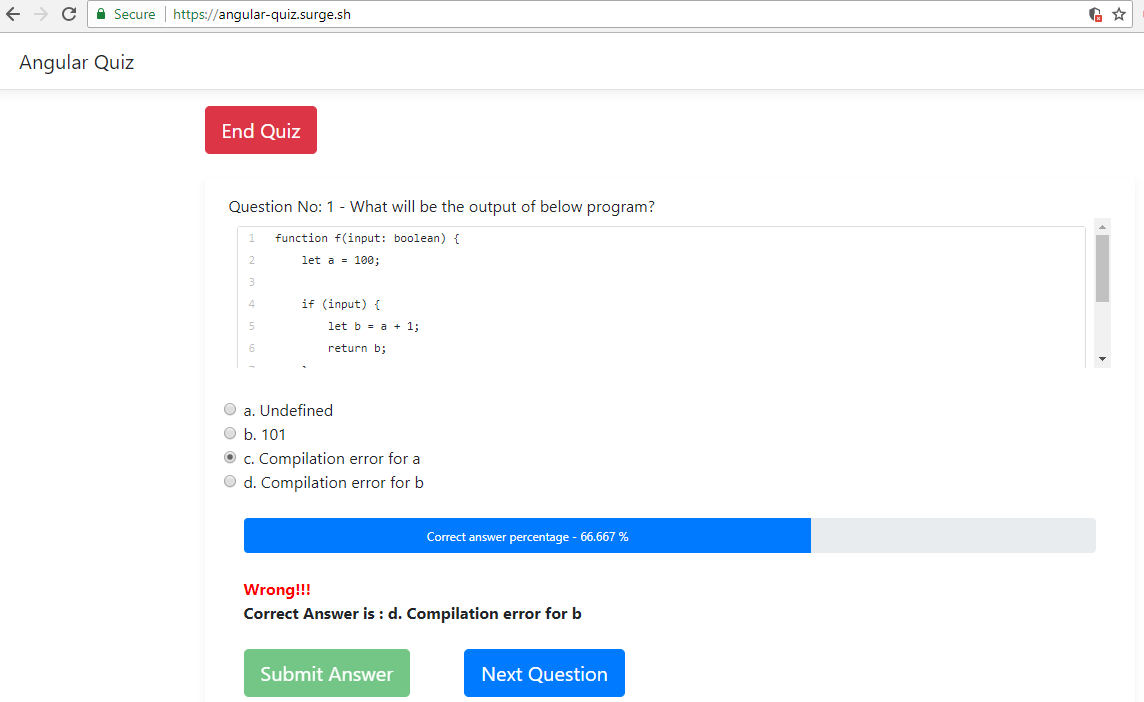 Secure https://angular-quiz.surge.sh
Angular Quiz
End Quiz
Question No: 1 - What will be the output of below program?
1 function f(input: boolean) {
2 let a = 100;
3
4 if (input) {
5 let b = a + 1;
6 return b;
a. Undefined
b. 101
c. Compilation error for a
d. Compilation error for b
Correct answer percentage - 66.667 %
Wrong!!!
Correct Answer is : d. Compilation error for b
Submit Answer Next Question